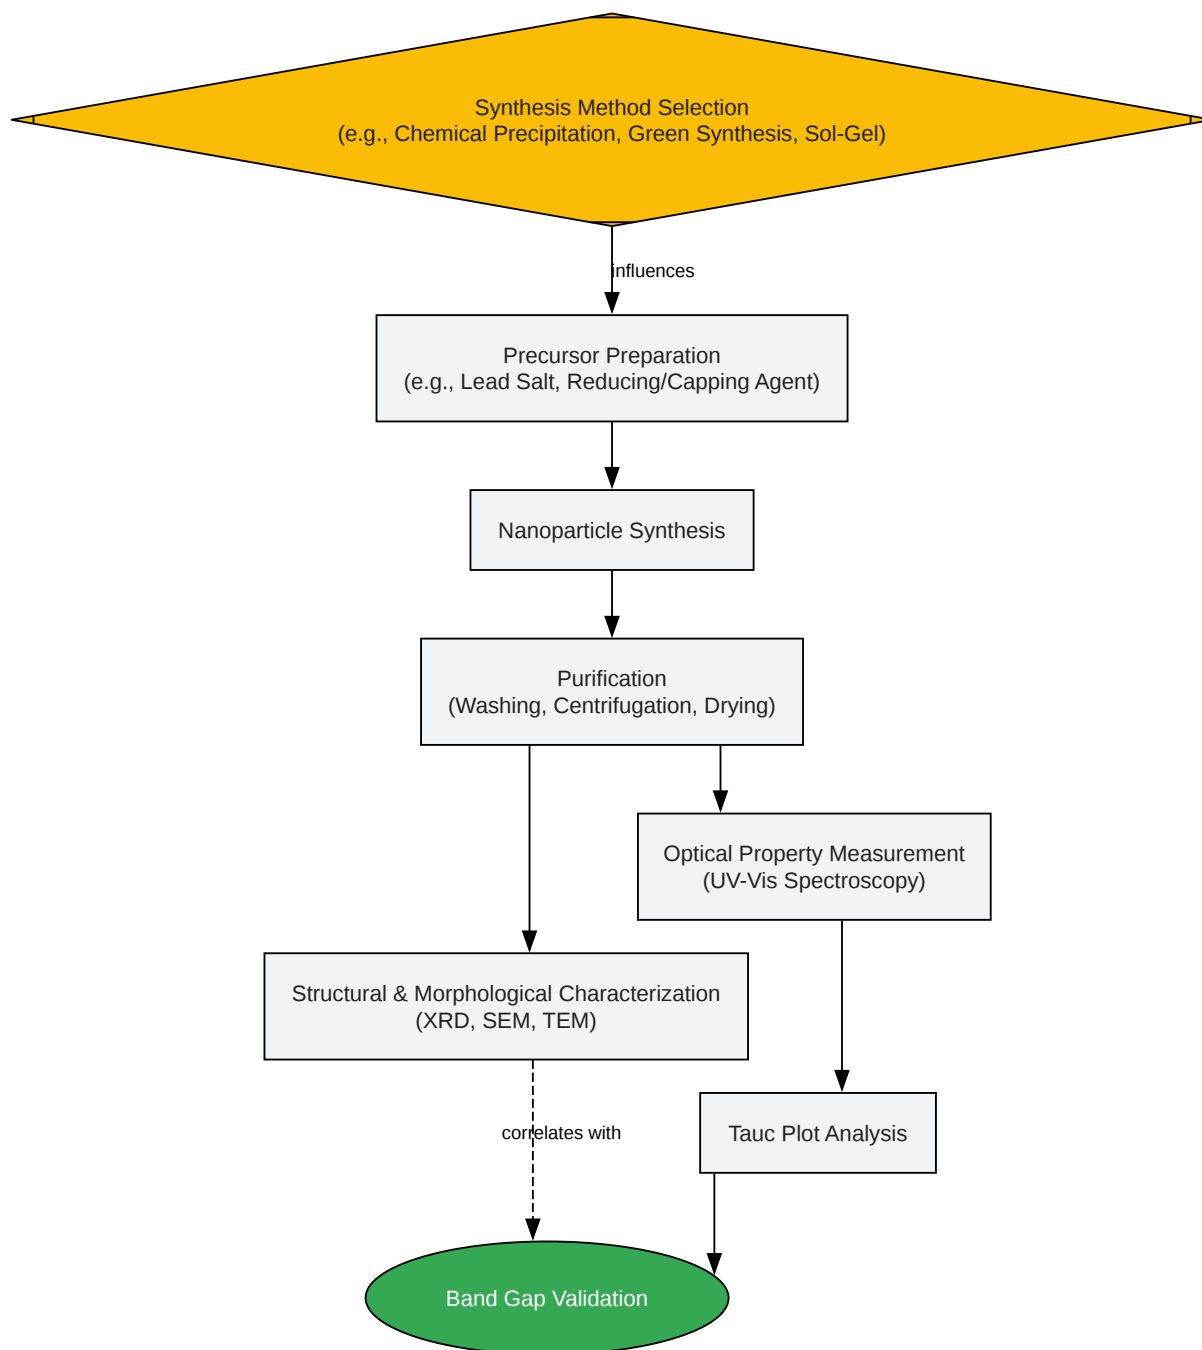 Synthesis Method Selection
(e.g., Chemical Precipitation, Green Synthesis, Sol-Gel)
influences
Precursor Preparation
(e.g., Lead Salt, Reducing/Capping Agent)
Nanoparticle Synthesis
Purification
(Washing, Centrifugation, Drying)
Optical Property Measurement
(UV-Vis Spectroscopy)
Structural & Morphological Characterization
(XRD, SEM, TEM)
correlates with
Tauc Plot Analysis
Band Gap Validation